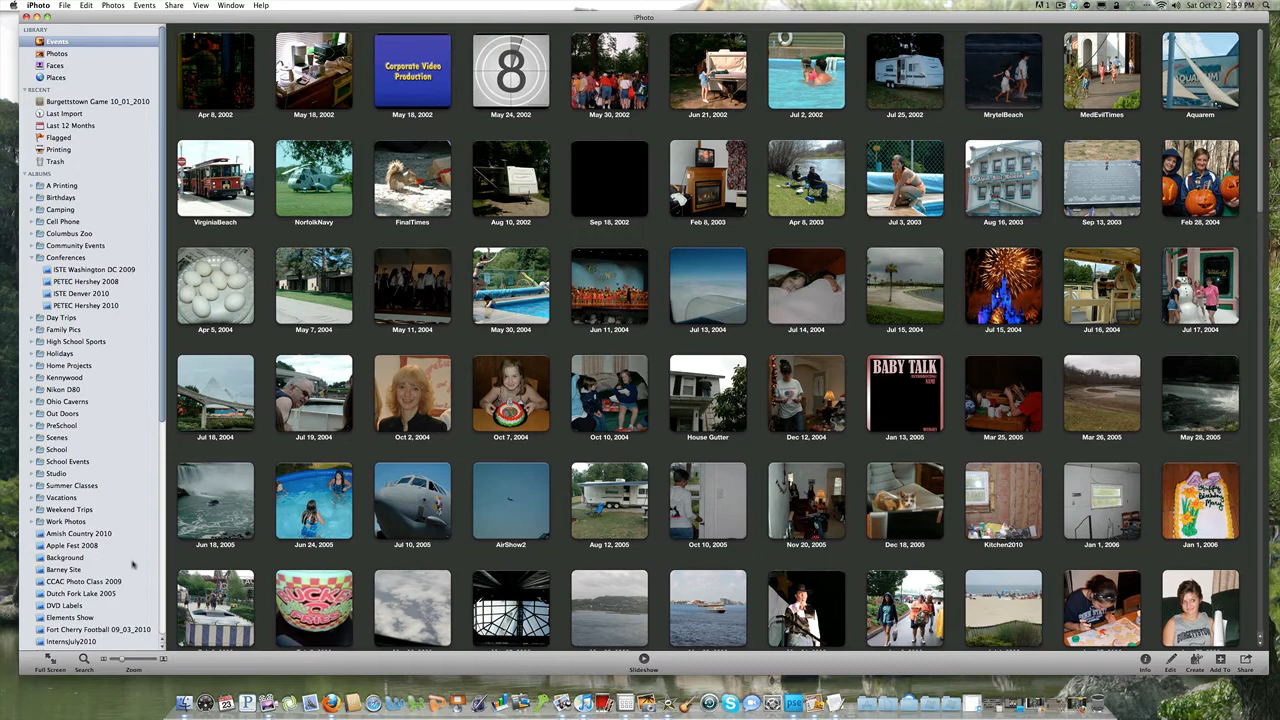 iPhoto File Edit Photos Events Share View Window Help
1 Sat Oct 23 2:59 PM
iPhoto
LIBRARY
Events
Photos
Faces
Places
RECENT
Burgettstown Game 10_01_2010
Last Import
Last 12 Months
Flagged
Printing
Trash
ALBUMS
A Printing
Birthdays
Camping
Cell Phone
Columbus Zoo
Community Events
Conferences
ISTE Washington DC 2009
PETEC Hershey 2008
ISTE Denver 2010
PETEC Hershey 2010
Day Trips
Family Pics
High School Sports
Holidays
Home Projects
Kennywood
Nikon D80
Ohio Caverns
Out Doors
PreSchool
Scenes
School
School Events
Studio
Summer Classes
Vacations
Weekend Trips
Work Photos
Amish Country 2010
Apple Fest 2008
Background
Barney Site
CCAC Photo Class 2009
Dutch Fork Lake 2005
DVD Labels
Elements Show
Fort Cherry Football 09_03_2010
InternsJuly2010
Corporate Video
Production
8
AQUARIUM
Apr 8, 2002 May 18, 2002 May 18, 2002 May 24, 2002 May 30, 2002 Jun 21, 2002 Jul 2, 2002 Jul 25, 2002 MrytelBeach MedEvilTimes Aquarem
VirginiaBeach NorfolkNavy FinalTimes Aug 10, 2002 Sep 18, 2002 Feb 8, 2003 Apr 8, 2003 Jul 3, 2003 Aug 16, 2003 Sep 13, 2003 Feb 28, 2004
Apr 5, 2004 May 7, 2004 May 11, 2004 May 30, 2004 Jun 11, 2004 Jul 13, 2004 Jul 14, 2004 Jul 15, 2004 Jul 15, 2004 Jul 16, 2004 Jul 17, 2004
BABY TALK
Jul 18, 2004 Jul 19, 2004 Oct 2, 2004 Oct 7, 2004 Oct 10, 2004 House Gutter Dec 12, 2004 Jan 13, 2005 Mar 25, 2005 Mar 26, 2005 May 28, 2005
Happy
Birthday
Mary
Jun 18, 2005 Jun 24, 2005 Jul 10, 2005 AirShow2 Aug 12, 2005 Oct 10, 2005 Nov 20, 2005 Dec 18, 2005 Kitchen2010 Jan 1, 2006 Jan 1, 2006
Full Screen Search Zoom Slideshow Info Edit Create Add To Share
23
pse